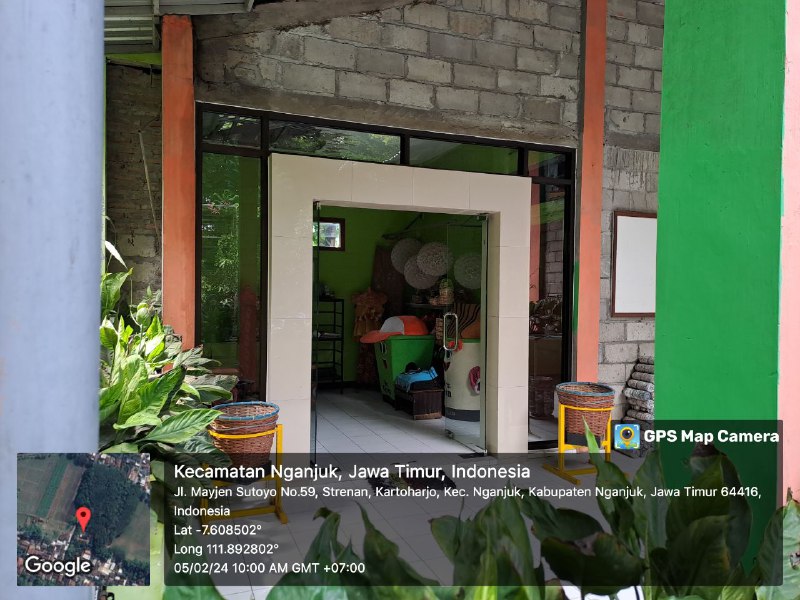 GPS Map Camera
Kecamatan Nganjuk, Jawa Timur, Indonesia
Jl. Mayjen Sutoyo No.59, Strenan, Kartoharjo, Kec. Nganjuk, Kabupaten Nganjuk, Jawa Timur 64416,
Indonesia
Lat -7.608502°
Long 111.892802°
05/02/24 10:00 AM GMT +07:00
Google